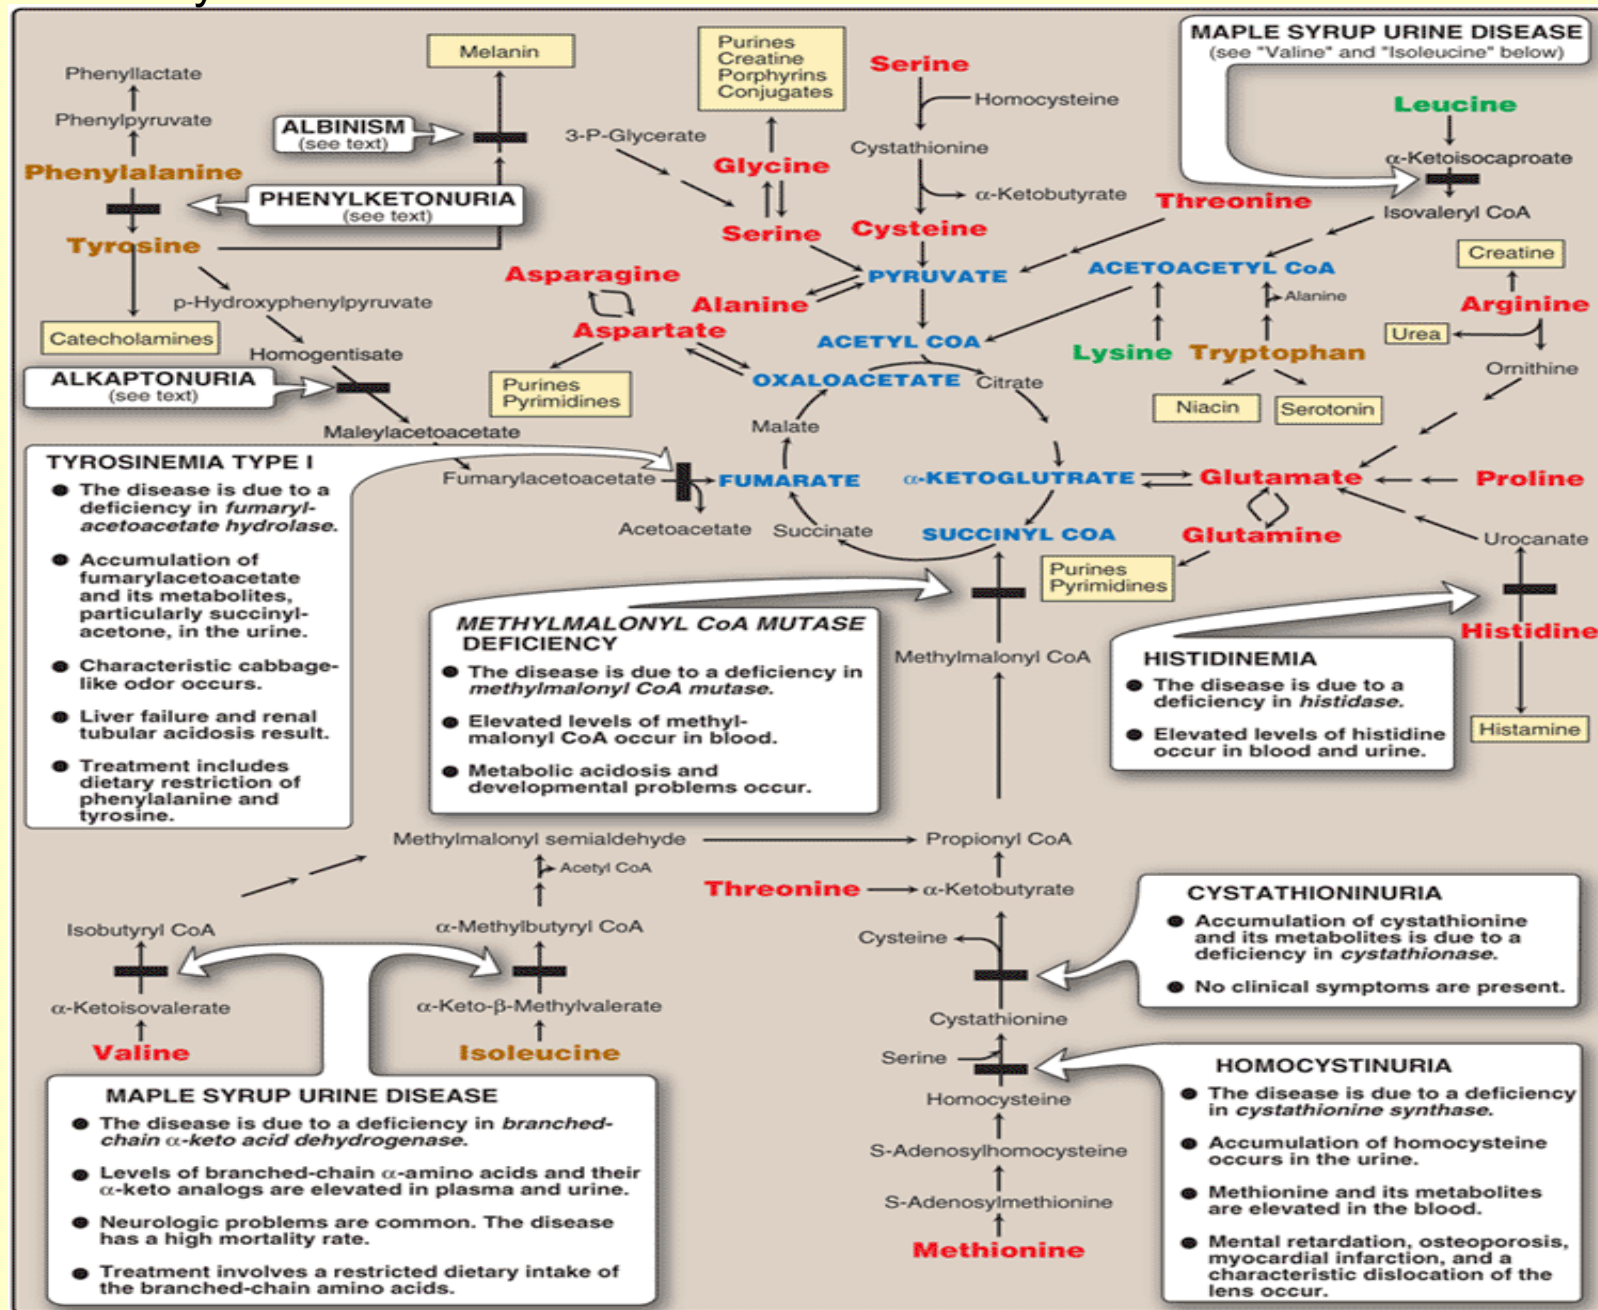 MAPLE SYRUP URINE DISEASE
(see "Valine" and "Isoleucine" below)
Melanin
Purines
Creatine
Porphyrins
Conjugates
Serine
Phenyllactate
Homocysteine
Leucine
Phenylpyruvate
ALBINISM
(see text)
3-P-Glycerate
Cystathionine
α-Ketoisocaproate
Phenylalanine
Glycine
α-Ketobutyrate
Threonine
PHENYLKETONURIA
(see text)
Isovaleryl CoA
Tyrosine
Serine
Cysteine
Creatine
Asparagine
PYRUVATE
ACETOACETYL CoA
Alanine
p-Hydroxyphenylpyruvate
Alanine
Arginine
Aspartate
Urea
Catecholamines
ACETYL COA
Lysine
Tryptophan
Homogentisate
Ornithine
ALKAPTONURIA
(see text)
Purines
Pyrimidines
OXALOACETATE
Citrate
Niacin
Serotonin
Malate
Maleylacetoacetate
Fumarylacetoacetate
FUMARATE
α-KETOGLUTRATE
Glutamate
Proline
Acetoacetate
Succinate
SUCCINYL COA
Glutamine
Urocanate
Purines
Pyrimidines
TYROSINEMIA TYPE I
● The disease is due to a
deficiency in fumaryl-
acetoacetate hydrolase.
● Accumulation of
fumarylacetoacetate
and its metabolites,
particularly succinyl-
acetone, in the urine.
● Characteristic cabbage-
like odor occurs.
● Liver failure and renal
tubular acidosis result.
● Treatment includes
dietary restriction of
phenylalanine and
tyrosine.
METHYLMALONYL CoA MUTASE
DEFICIENCY
● The disease is due to a deficiency in
methylmalonyl CoA mutase.
● Elevated levels of methyl-
malonyl CoA occur in blood.
● Metabolic acidosis and
developmental problems occur.
Methylmalonyl CoA
Histidine
HISTIDINEMIA
● The disease is due to a
deficiency in histidase.
● Elevated levels of histidine
occur in blood and urine.
Histamine
Methylmalonyl semialdehyde
Propionyl CoA
Acetyl CoA
Threonine
α-Ketobutyrate
Isobutyryl CoA
α-Methylbutyryl CoA
Cysteine
CYSTATHIONINURIA
● Accumulation of cystathionine
and its metabolites is due to a
deficiency in cystathionase.
● No clinical symptoms are present.
α-Ketoisovalerate
α-Keto-β-Methylvalerate
Cystathionine
Valine
Isoleucine
Serine
Homocysteine
MAPLE SYRUP URINE DISEASE
● The disease is due to a deficiency in branched-
chain α-keto acid dehydrogenase.
● Levels of branched-chain α-amino acids and their
α-keto analogs are elevated in plasma and urine.
● Neurologic problems are common. The disease
has a high mortality rate.
● Treatment involves a restricted dietary intake of
the branched-chain amino acids.
S-Adenosylhomocysteine
S-Adenosylmethionine
Methionine
HOMOCYSTINURIA
● The disease is due to a deficiency
in cystathionine synthase.
● Accumulation of homocysteine
occurs in the urine.
● Methionine and its metabolites
are elevated in the blood.
● Mental retardation, osteoporosis,
myocardial infarction, and a
characteristic dislocation of the
lens occur.